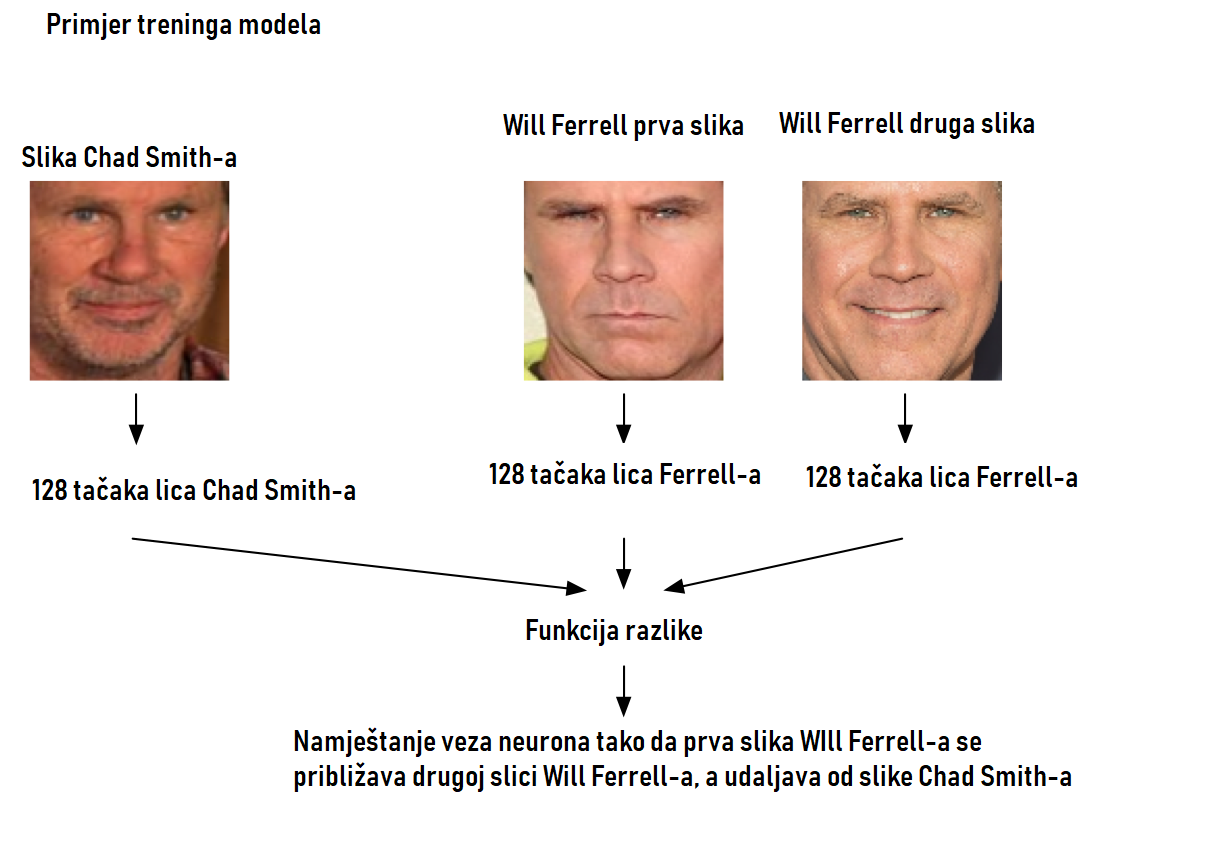 Primjer treninga modela
Will Ferrell prva slika
Will Ferrell druga slika
Slika Chad Smith-a
128 tačaka lica Chad Smith-a
128 tačaka lica Ferrell-a
128 tačaka lica Ferrell-a
Funkcija razlike
Namještanje veza neurona tako da prva slika WIll Ferrell-a se
približava drugoj slici Will Ferrell-a, a udaljava od slike Chad Smith-a